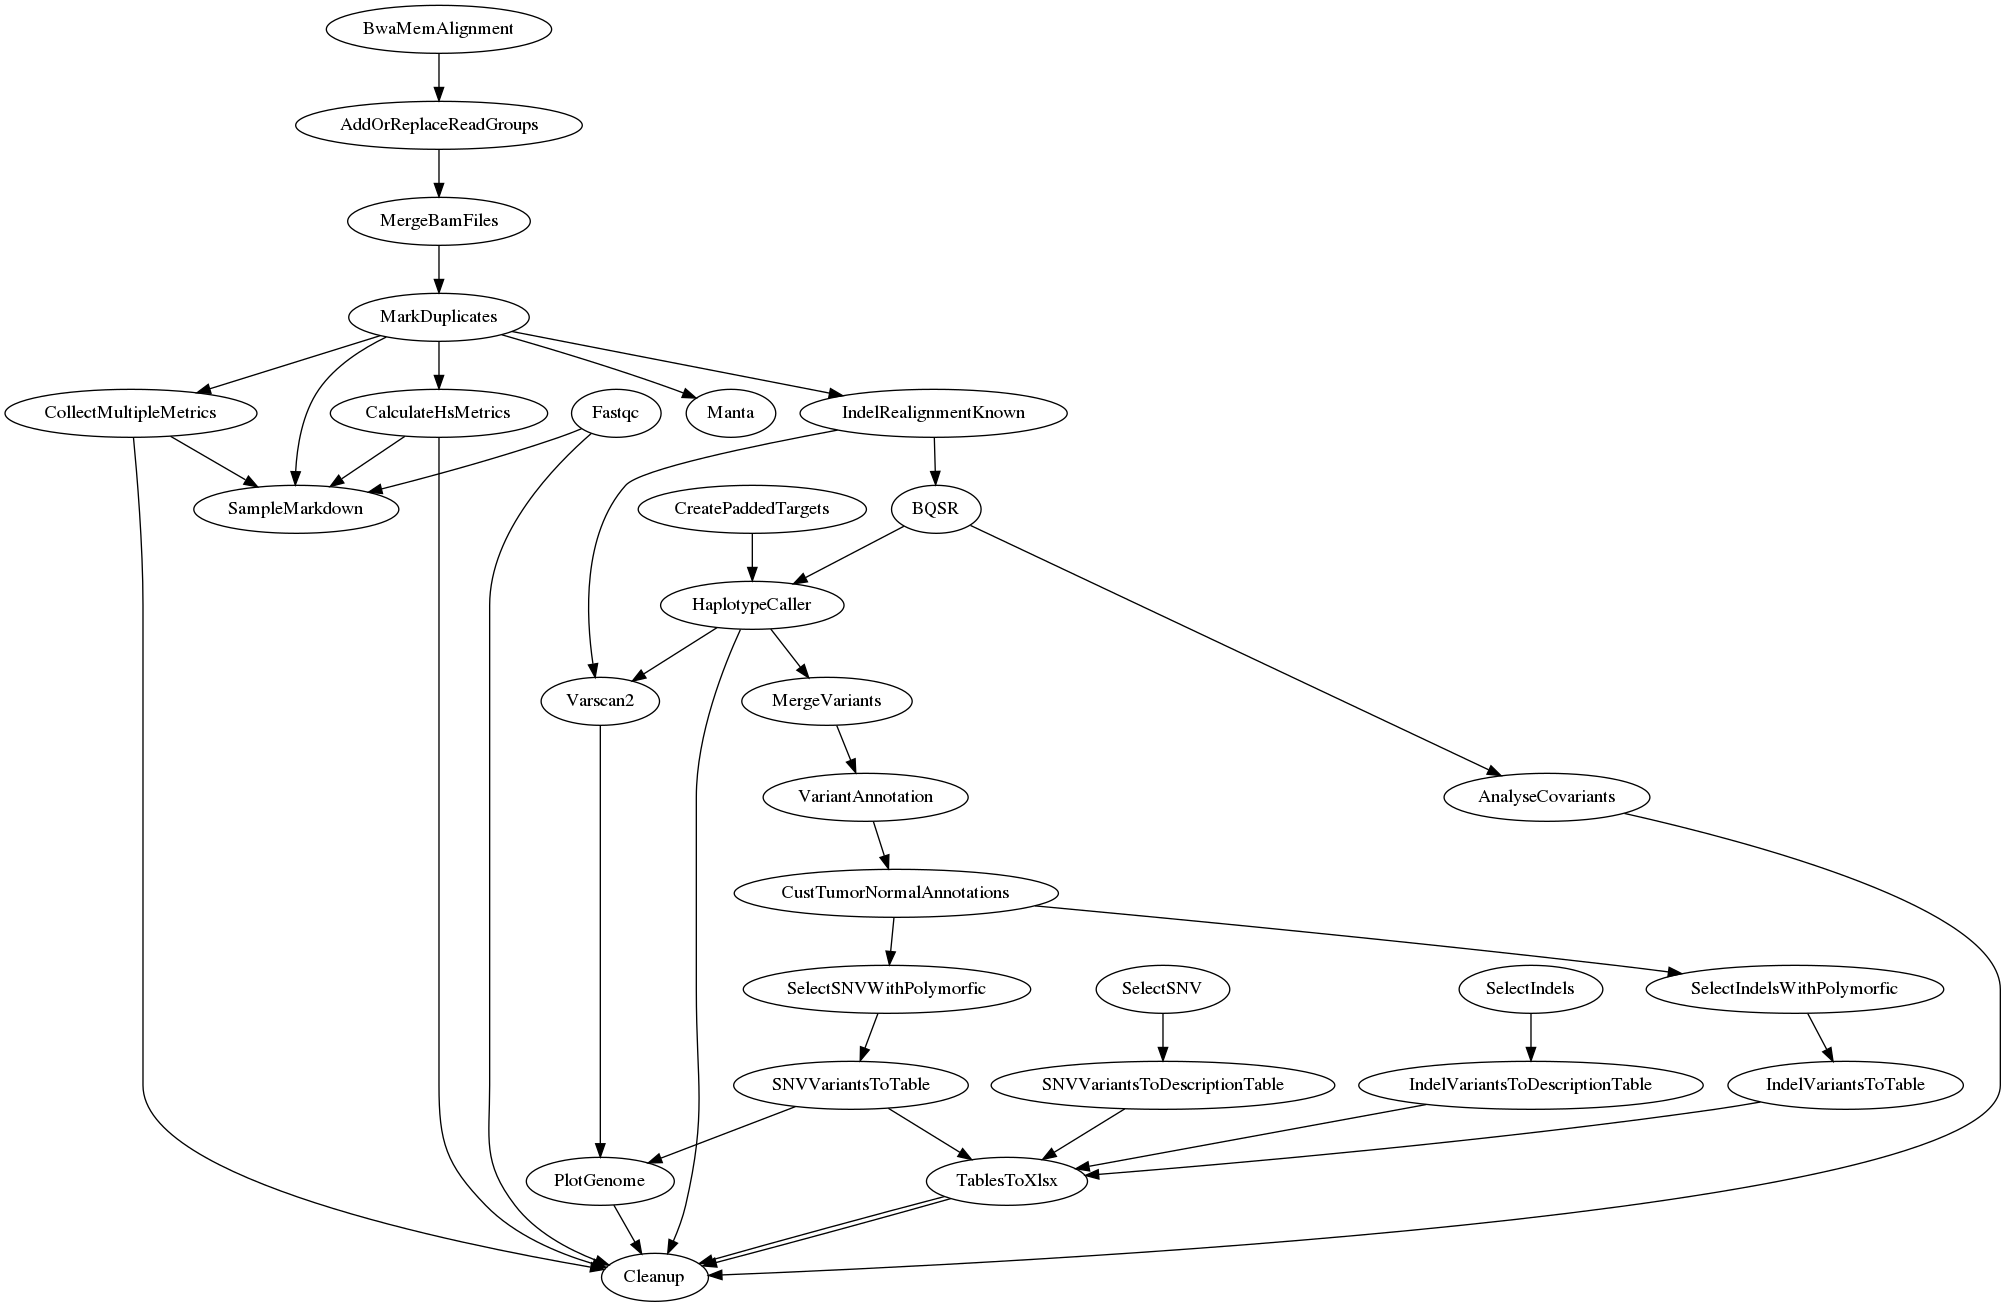 BwaMemAlignment
AddOrReplaceReadGroups
MergeBamFiles
MarkDuplicates
CollectMultipleMetrics
CalculateHsMetrics
Fastqc
Manta
IndelRealignmentKnown
SampleMarkdown
CreatePaddedTargets
BQSR
HaplotypeCaller
Varscan2
MergeVariants
VariantAnnotation
AnalyseCovariants
CustTumorNormalAnnotations
SelectSNVWithPolymorfic
SelectSNV
SelectIndels
SelectIndelsWithPolymorfic
SNVVariantsToTable
SNVVariantsToDescriptionTable
IndelVariantsToDescriptionTable
IndelVariantsToTable
PlotGenome
TablesToXlsx
Cleanup